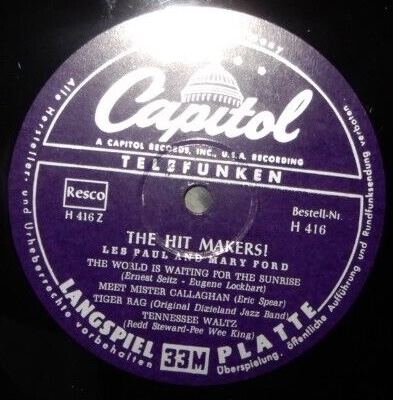 Capitol
A CAPITOL RECORDS, INC., U.S.A. RECORDING
TELEFUNKEN
Resco
H 416 Z
Bestell-Nr.
H 416
THE HIT MAKERS!
LES PAUL AND MARY FORD
THE WORLD IS WAITING FOR THE SUNRISE
(Ernest Seitz - Eugene Lockhart)
MEET MISTER CALLAGHAN (Eric Spear)
TIGER RAG (Original Dixieland Jazz Band)
TENNESSEE WALTZ
(Redd Steward-Pee Wee King)
LANGSPIEL 33M PLATTE
Alle Hersteller- und Urheberrechte vorbehalten
Überspielung, öffentliche Aufführung und Rundfunksendung verboten